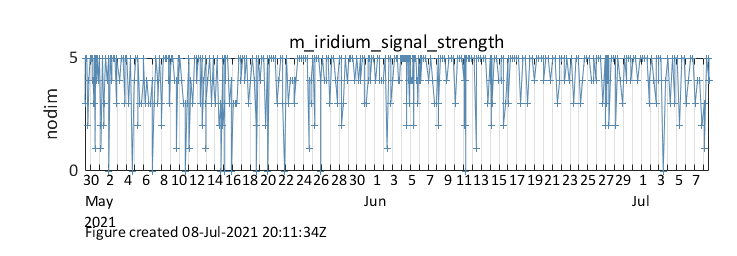 m_iridium_signal_strength
5
nodim
0
30 2 4 6 8 10 12 14 16 18 20 22 24 26 28 30 1 3 5 7 9 11 13 15 17 19 21 23 25 27 29 1 3 5 7
May Jun Jul
2021
Figure created 08-Jul-2021 20:11:34Z